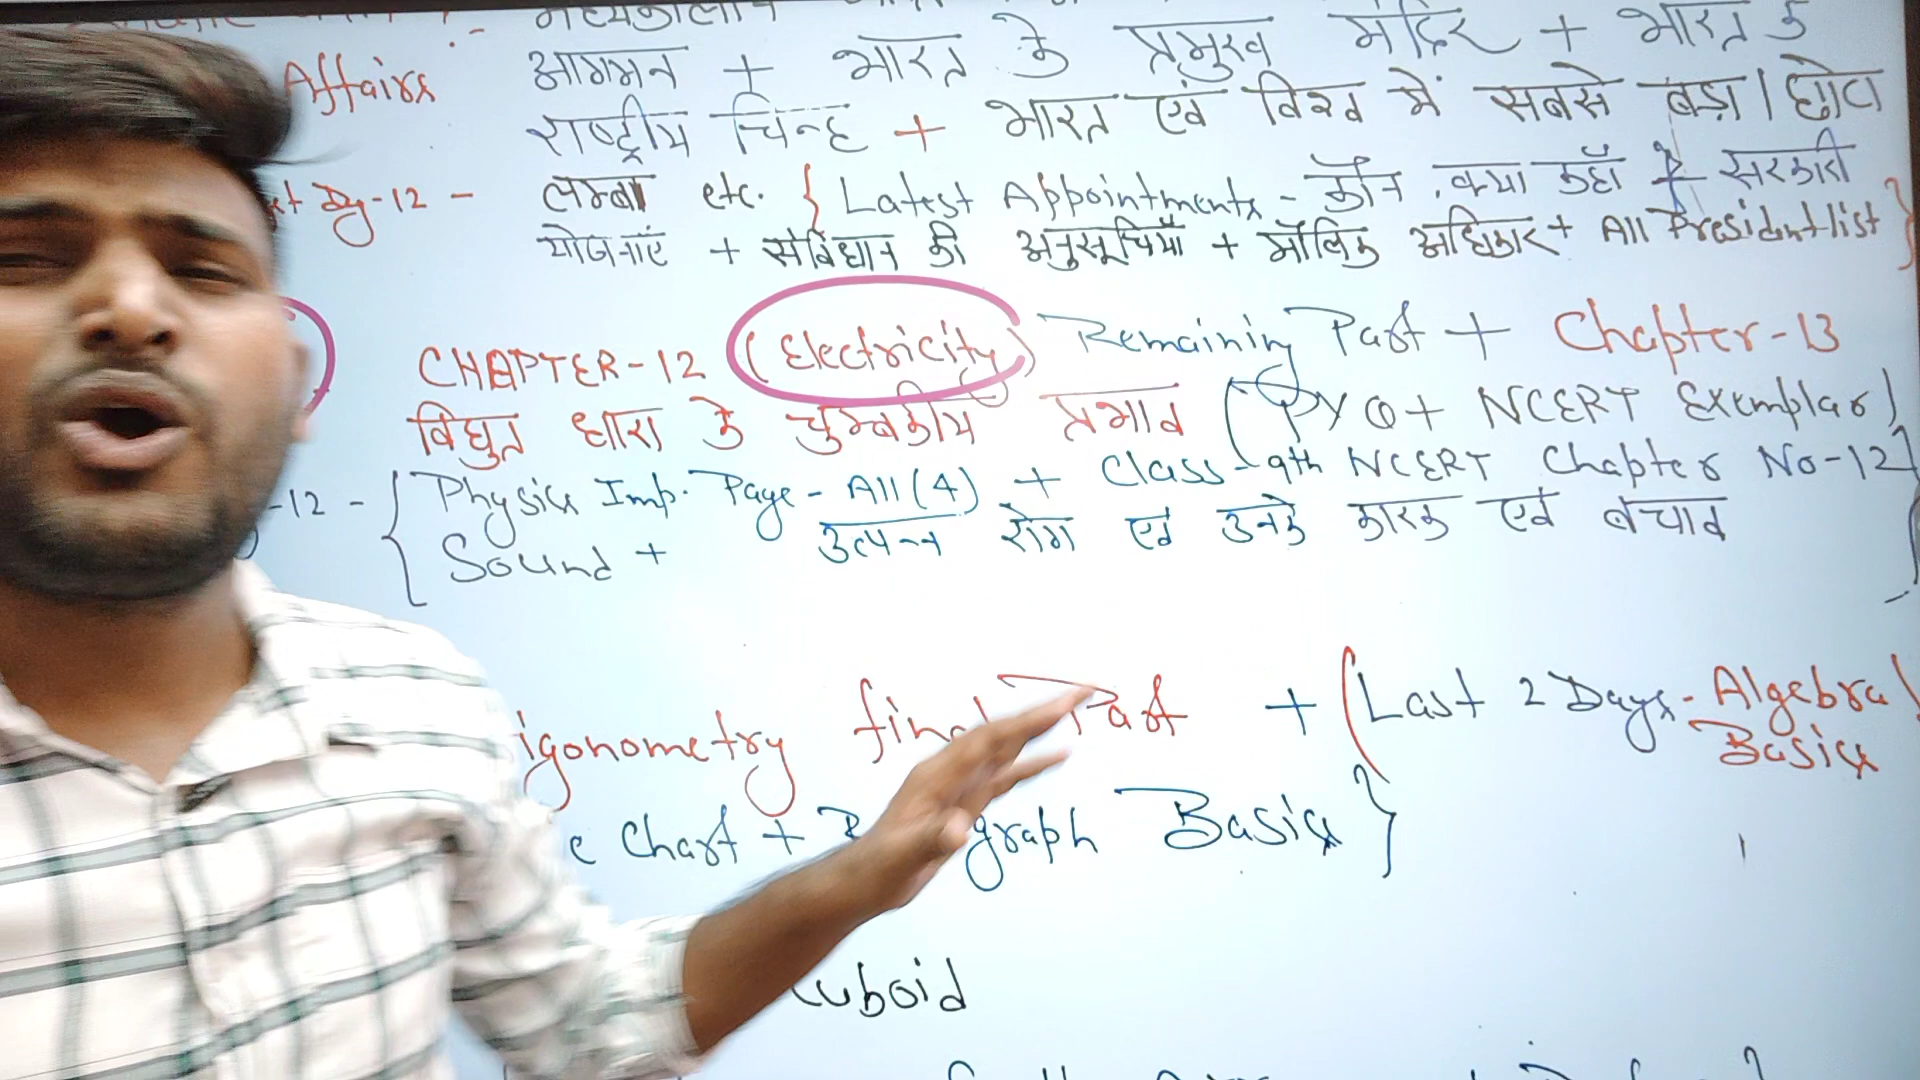 मध्यकालीन
Affairs :- आगमन + भारत के प्रमुख मंदिर + भारत के
राष्ट्रीय चिन्ह + भारत एवं विश्व में सबसे बड़ा / छोटा
Dy-12 - लम्बा etc. { Latest Appointments - कौन, क्या कहाँ + सरकारी
योजनाएं + संविधान की अनुसूचियाँ + मौलिक अधिकार + All President list }
CHAPTER-12 (Electricity) Remaining Part + Chapter-13
विधुत धारा के चुम्बकीय प्रभाव (PYQ + NCERT Exemplar)
-12 - { Physics Imp. Page - All (4) + Class-9th NCERT Chapter No-12
Sound + उत्पन्न रोग एवं उनके कारक एवं बचाव }
igonometry final Part + (Last 2 Days - Algebra
Basics
e Chart + graph Basics }
uboid